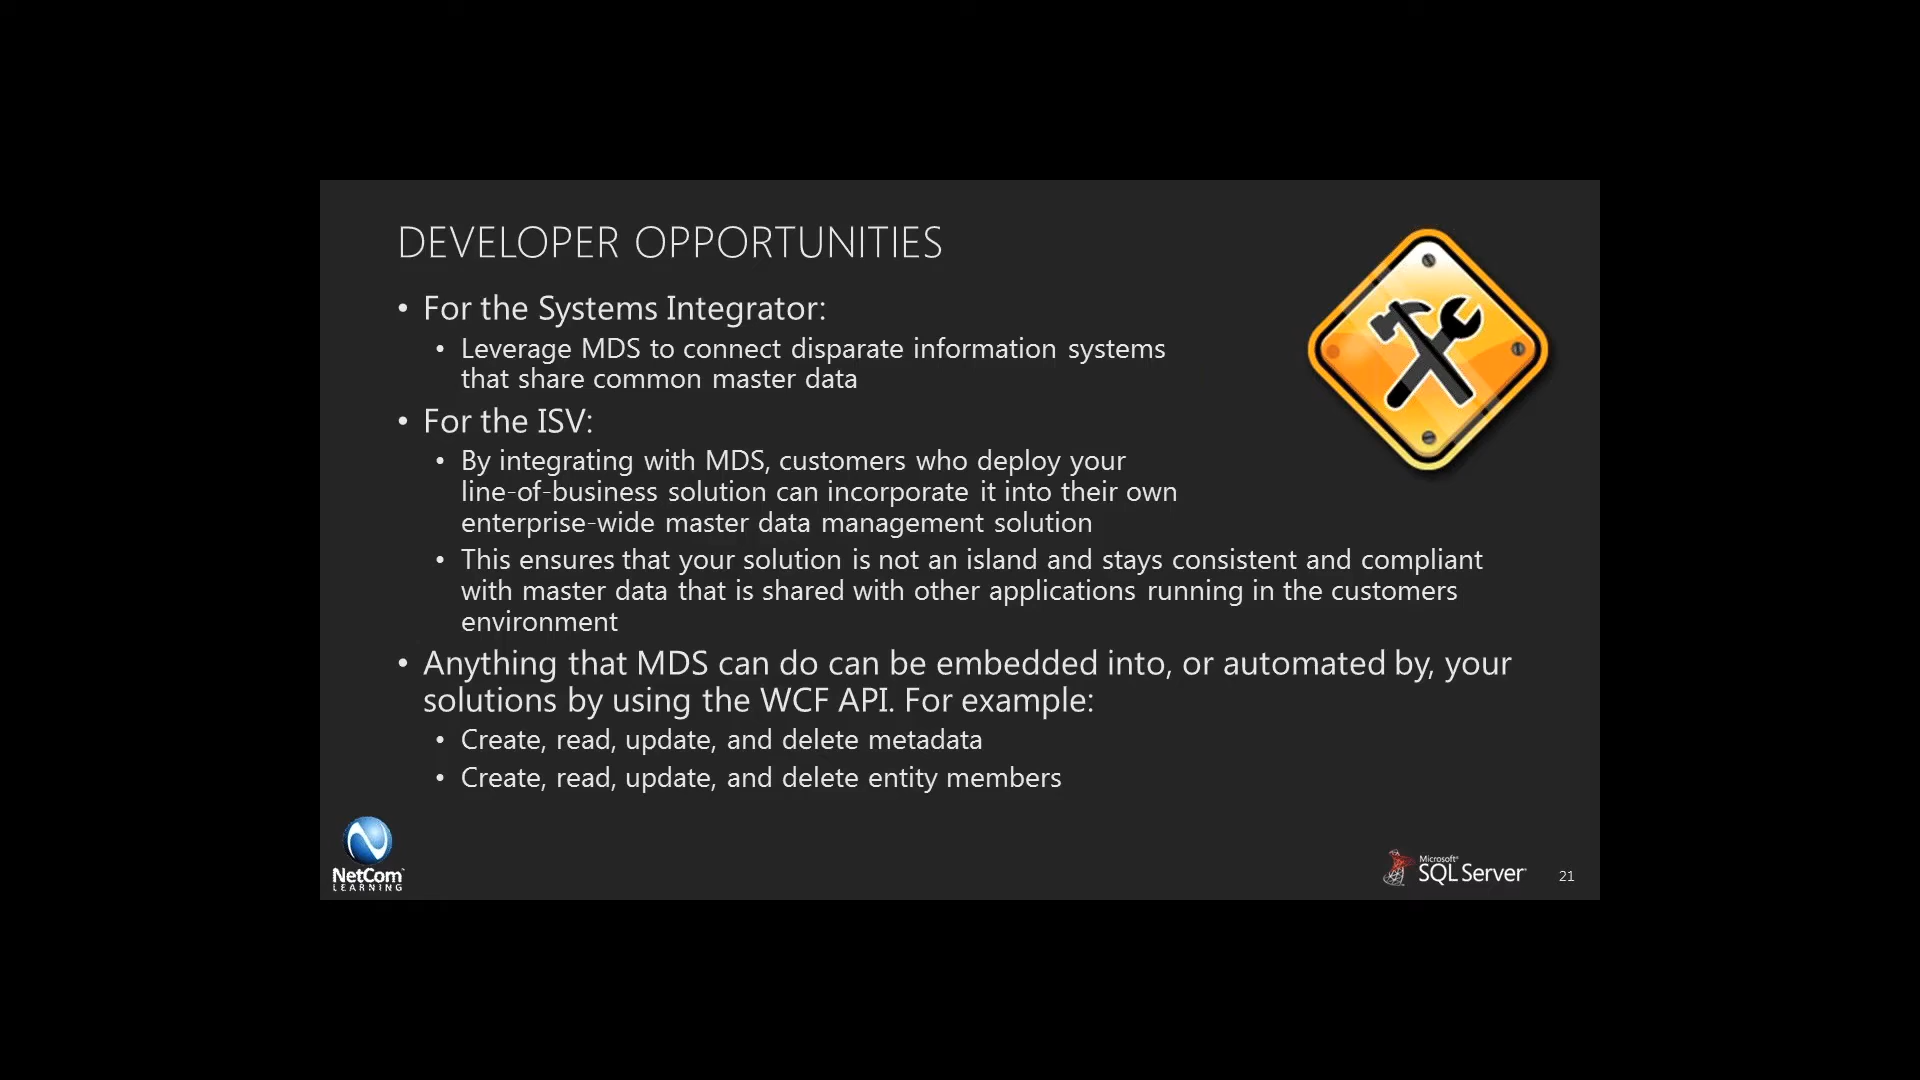 DEVELOPER OPPORTUNITIES
• For the Systems Integrator:
• Leverage MDS to connect disparate information systems
that share common master data
• For the ISV:
• By integrating with MDS, customers who deploy your
line-of-business solution can incorporate it into their own
enterprise-wide master data management solution
• This ensures that your solution is not an island and stays consistent and compliant
with master data that is shared with other applications running in the customers
environment
• Anything that MDS can do can be embedded into, or automated by, your
solutions by using the WCF API. For example:
• Create, read, update, and delete metadata
• Create, read, update, and delete entity members
NetCom
LEARNING
Microsoft®
SQL Server
21